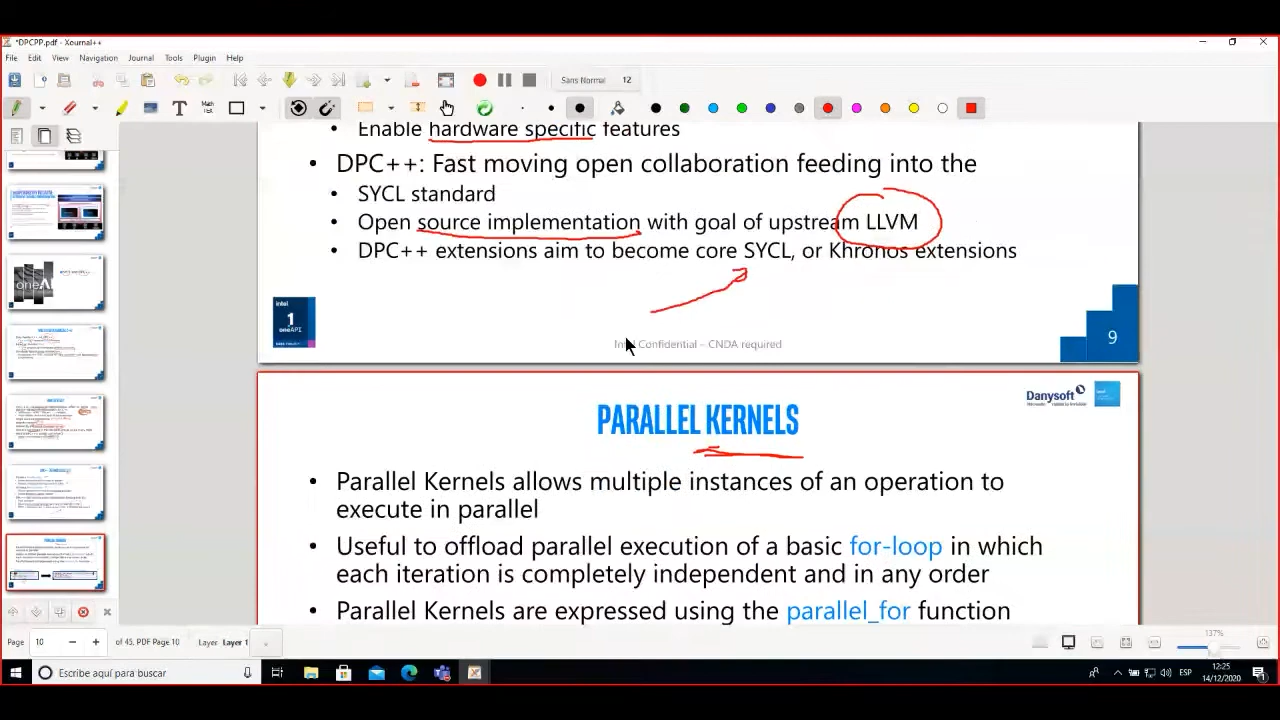 *DPCPP.pdf - Xournal++
File Edit View Navigation Journal Tools Plugin Help
Sans Normal 12
• Enable hardware specific features
• DPC++: Fast moving open collaboration feeding into the
• SYCL standard
• Open source implementation with goal of upstream LLVM
• DPC++ extensions aim to become core SYCL, or Khronos extensions
intel
1
oneAPI
Confidential – CNDA required
9
Danysoft
PARALLEL KERNELS
• Parallel Kernels allows multiple instances of an operation to
execute in parallel
• Useful to offload parallel execution of a basic for-loop in which
each iteration is completely independent and in any order
• Parallel Kernels are expressed using the parallel_for function
Page 10 of 45, PDF Page 10 Layer Layer 1
137%
Escribe aquí para buscar
ESP
12:25
14/12/2020